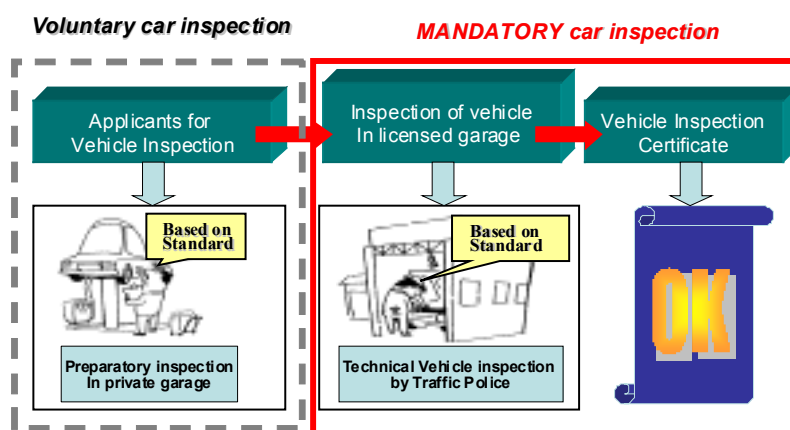 Voluntary car inspection
MANDATORY car inspection
Applicants for
Vehicle Inspection
Inspection of vehicle
In licensed garage
Vehicle Inspection
Certificate
Based on
Standard
Based on
Standard
OK
Preparatory inspection
In private garage
Technical Vehicle inspection
by Traffic Police